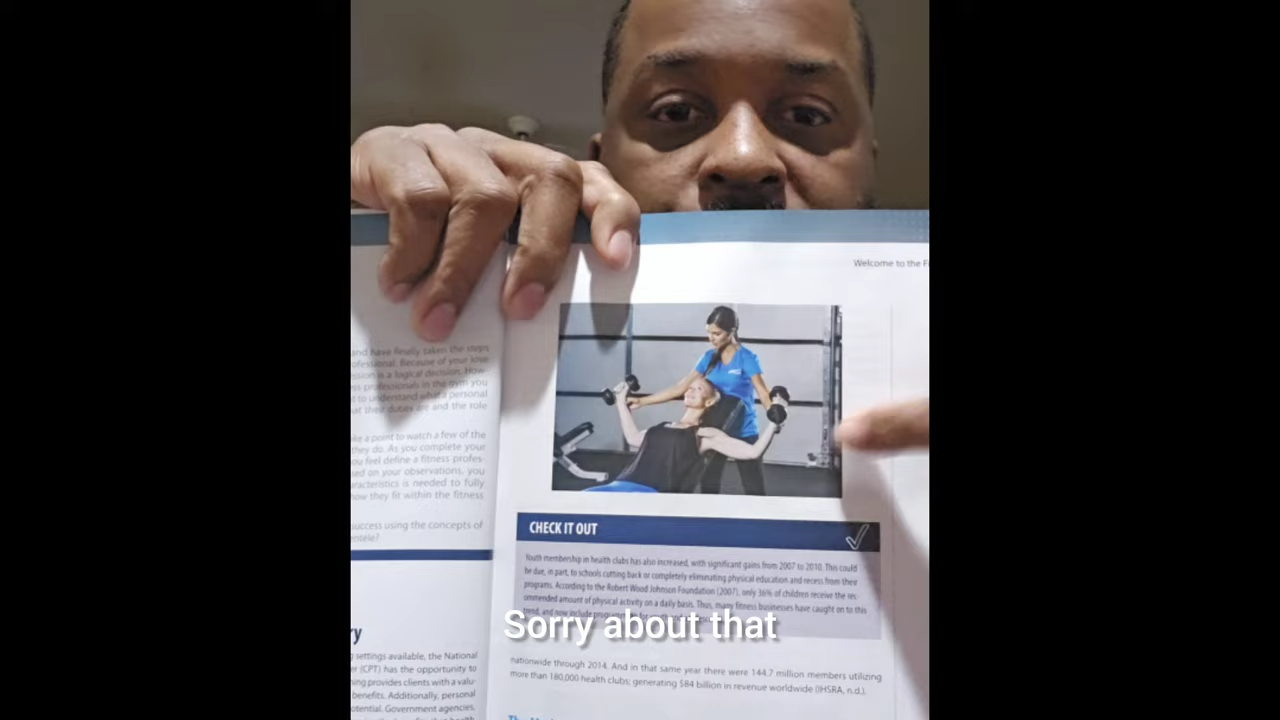 and have finally taken the steps
ofessional. Because of your love
ession is a logical decision. How-
ss professionals in the gym you
t to understand what a personal
at their duties are and the role
ke a point to watch a few of the
they do. As you complete your
ou feel define a fitness profes-
sed on your observations, you
aracteristics is needed to fully
how they fit within the fitness
success using the concepts of
entele?
ry
g settings available, the National
er (CPT) has the opportunity to
ning provides clients with a valu-
benefits. Additionally, personal
otential. Government agencies,
Welcome to the F
CHECK IT OUT
Youth membership in health clubs has also increased, with significant gains from 2007 to 2010. This could
be due, in part, to schools cutting back or completely eliminating physical education and recess from their
programs. According to the Robert Wood Johnson Foundation (2007), only 36% of children receive the rec-
ommended amount of physical activity on a daily basis. Thus, many fitness businesses have caught on to this
trend, and now include
Sorry about that
nationwide through 2014. And in that same year there were 144.7 million members utilizing
more than 180,000 health clubs; generating $84 billion in revenue worldwide (IHSRA, n.d.).